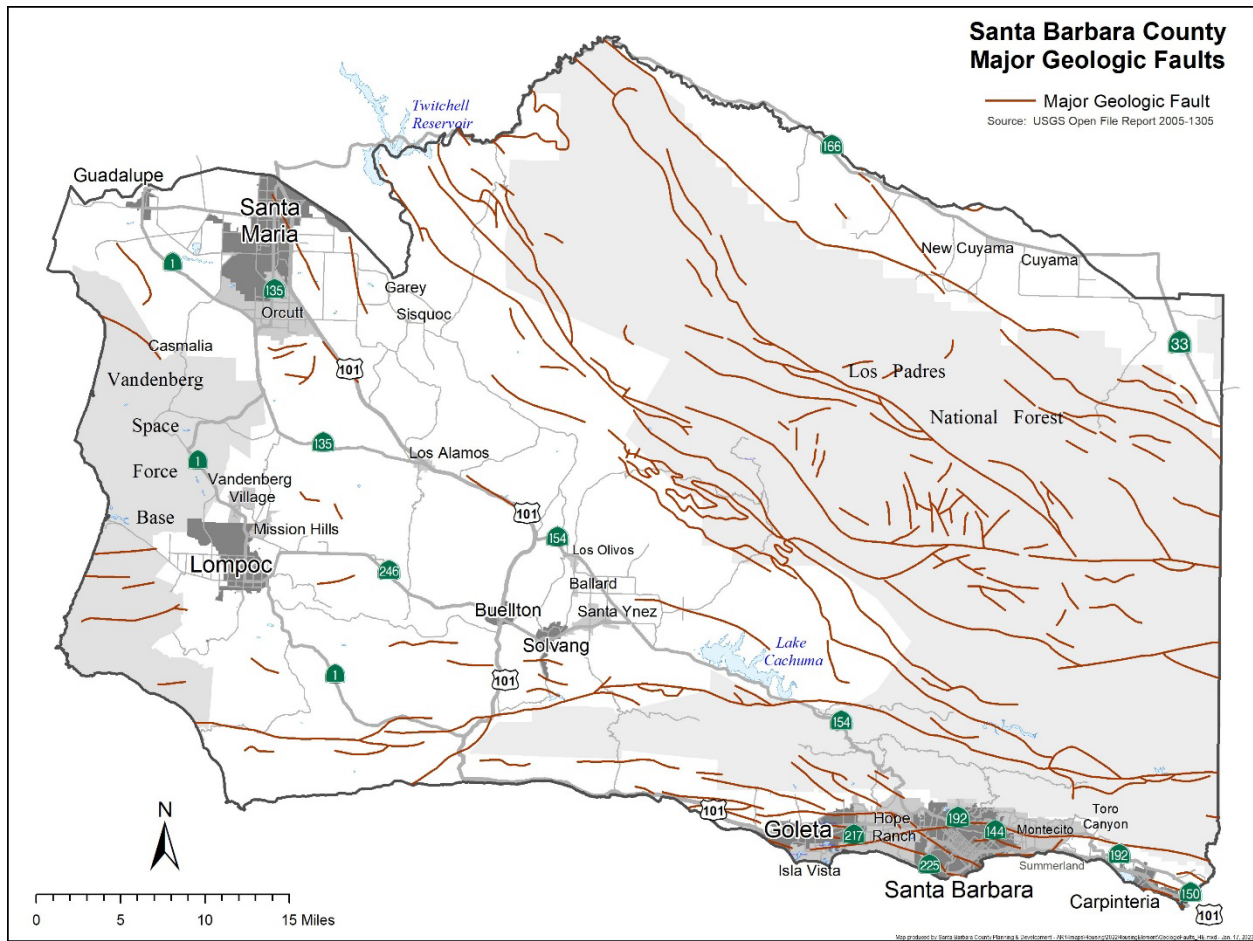 Santa Barbara County
Major Geologic Faults
Major Geologic Fault
Source: USGS Open File Report 2005-1305
Twitchell
Reservoir
166
Guadalupe
Santa
Maria
1
135
Orcutt
Garey
Sisquoc
New Cuyama
Cuyama
33
Casmalia
101
Vandenberg
Space
Force
Base
Los Padres
National Forest
135
Los Alamos
1
Vandenberg
Village
Mission Hills
101
154
Los Olivos
Lompoc
246
Ballard
Buellton
Santa Ynez
Solvang
Lake
Cachuma
1
101
154
N
101
Goleta
217
Hope
Ranch
192
144
Montecito
Toro
Canyon
Isla Vista
225
Summerland
192
Santa Barbara
Carpinteria
150
101
0 5 10 15 Miles